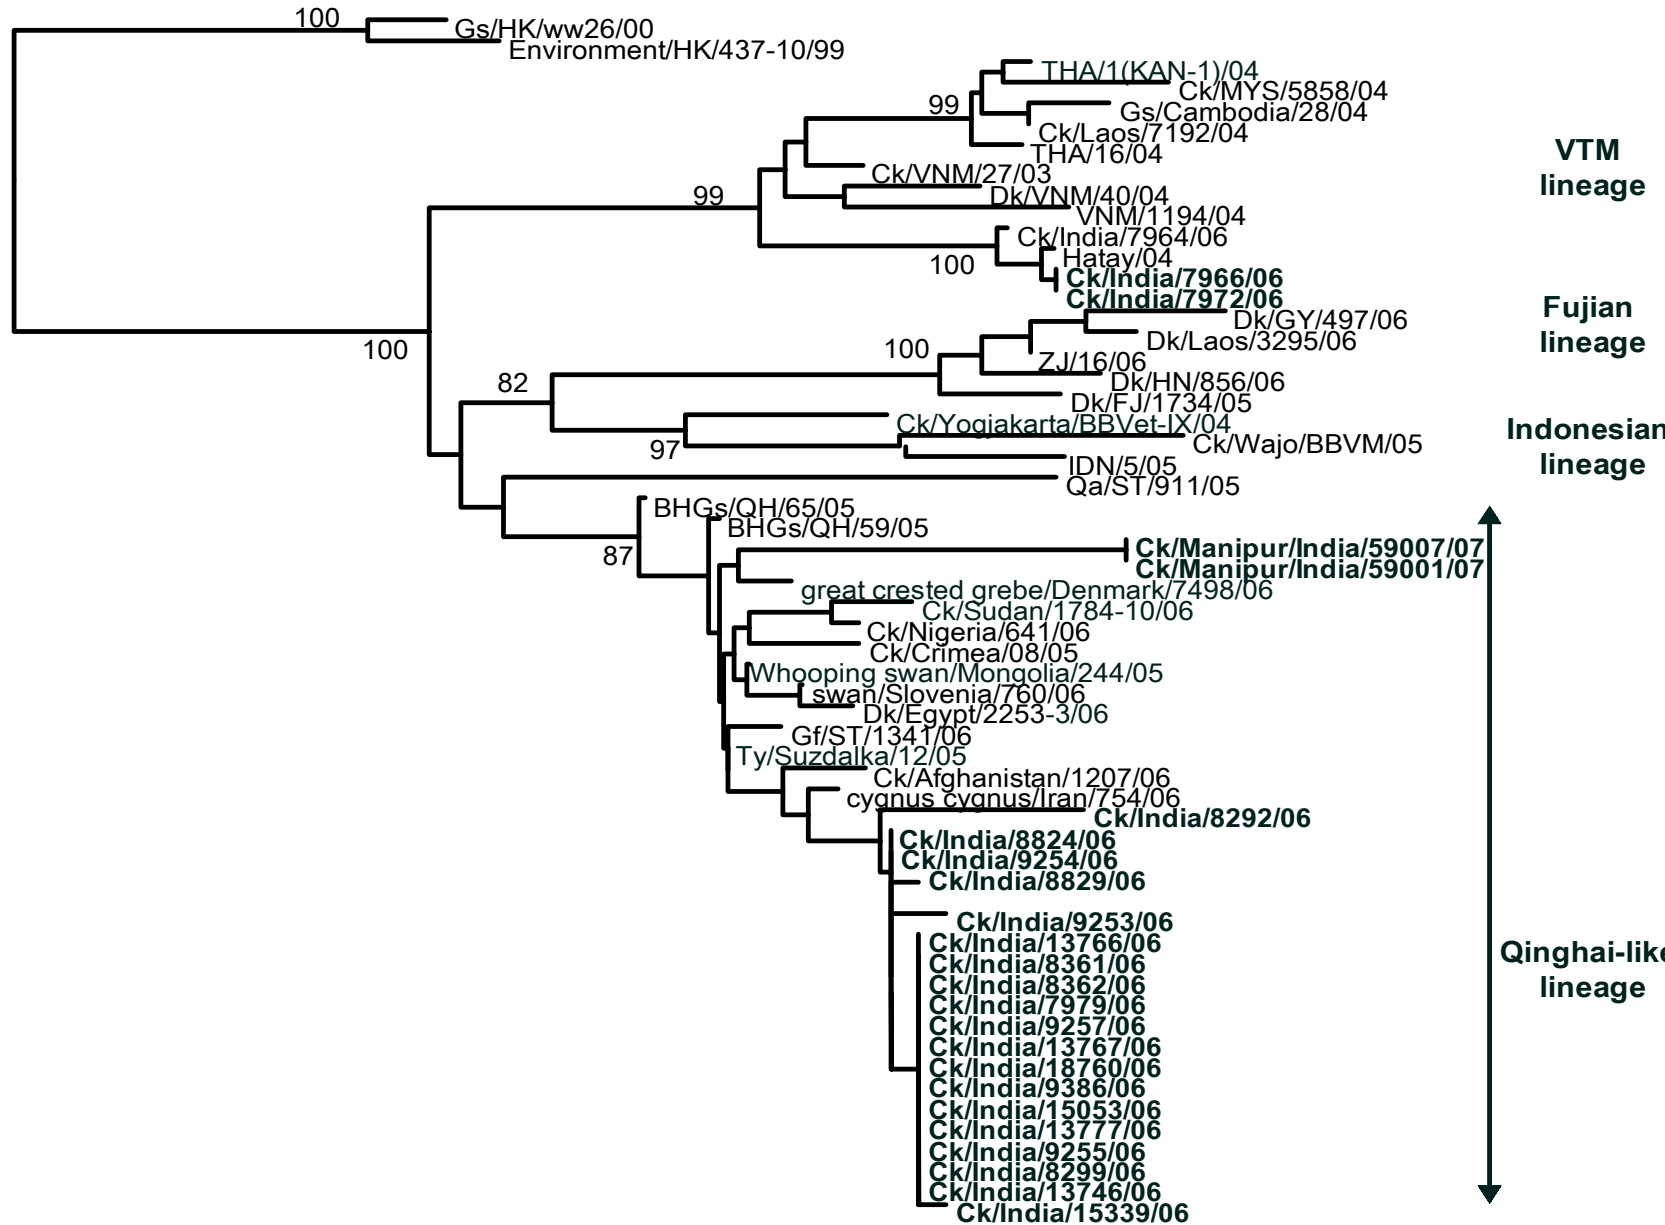 100
Gs/HK/ww26/00
Environment/HK/437-10/99
THA/1(KAN-1)/04
Ck/MYS/5858/04
99
Gs/Cambodia/28/04
Ck/Laos/7192/04
THA/16/04
VTM
lineage
Ck/VNM/27/03
99
Dk/VNM/40/04
VNM/1194/04
Ck/India/7964/06
Hatay/04
100
Ck/India/7966/06
Ck/India/7972/06
Fujian
lineage
Dk/GY/497/06
Dk/Laos/3295/06
100
100
ZJ/16/06
Dk/HN/856/06
82
Dk/FJ/1734/05
Ck/Yogjakarta/BBVet-IX/04
Indonesian
lineage
Ck/Wajo/BBVM/05
97
IDN/5/05
Qa/ST/911/05
BHGs/QH/65/05
BHGs/QH/59/05
87
Ck/Manipur/India/59007/07
Ck/Manipur/India/59001/07
great crested grebe/Denmark/7498/06
Ck/Sudan/1784-10/06
Ck/Nigeria/641/06
Ck/Crimea/08/05
Whooping swan/Mongolia/244/05
swan/Slovenia/760/06
Dk/Egypt/2253-3/06
Gf/ST/1341/06
Ty/Suzdalka/12/05
Ck/Afghanistan/1207/06
cygnus cygnus/Iran/754/06
Ck/India/8292/06
Ck/India/8824/06
Ck/India/9254/06
Ck/India/8829/06
Ck/India/9253/06
Ck/India/13766/06
Qinghai-like
lineage
Ck/India/8361/06
Ck/India/8362/06
Ck/India/7979/06
Ck/India/9257/06
Ck/India/13767/06
Ck/India/18760/06
Ck/India/9386/06
Ck/India/15053/06
Ck/India/13777/06
Ck/India/9255/06
Ck/India/8299/06
Ck/India/13746/06
Ck/India/15339/06